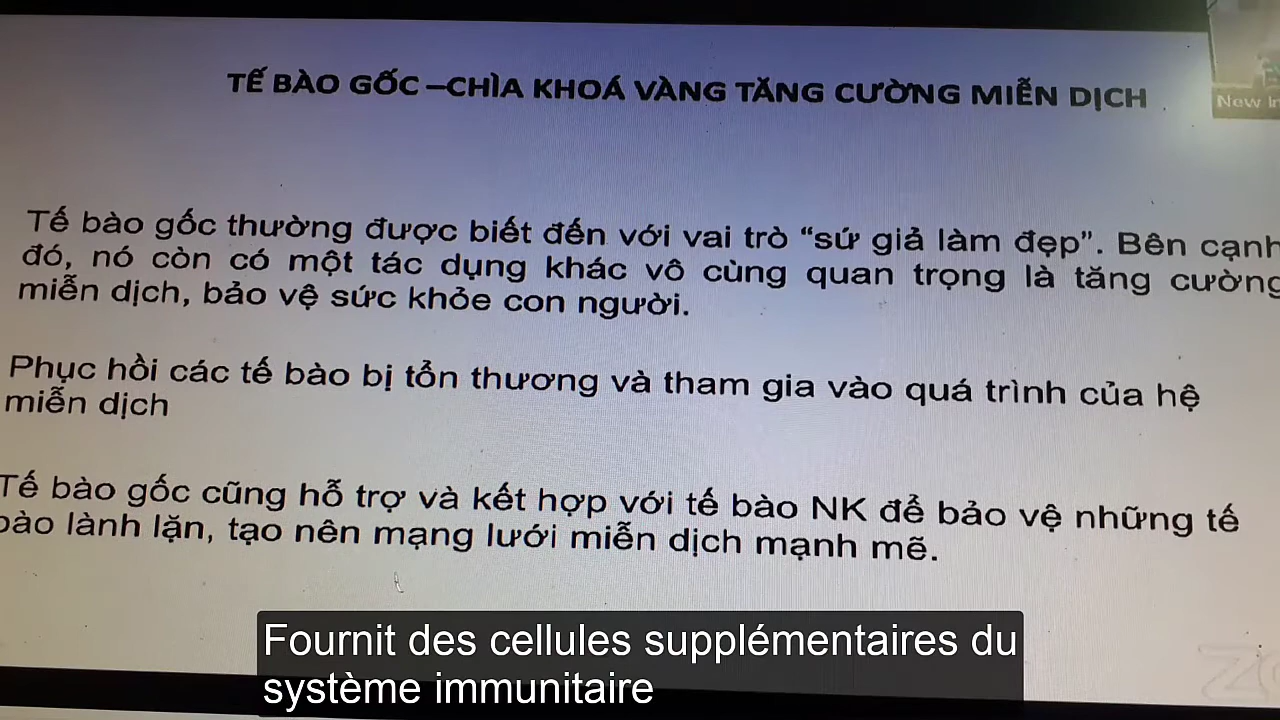 TẾ BÀO GỐC –CHÌA KHOÁ VÀNG TĂNG CƯỜNG MIỄN DỊCH
New
Tế bào gốc thường được biết đến với vai trò “sứ giả làm đẹp”. Bên cạnh
đó, nó còn có một tác dụng khác vô cùng quan trọng là tăng cường
miễn dịch, bảo vệ sức khỏe con người.
Phục hồi các tế bào bị tổn thương và tham gia vào quá trình của hệ
miễn dịch
Tế bào gốc cũng hỗ trợ và kết hợp với tế bào NK để bảo vệ những tế
bào lành lặn, tạo nên mạng lưới miễn dịch mạnh mẽ.
Fournit des cellules supplémentaires du
système immunitaire